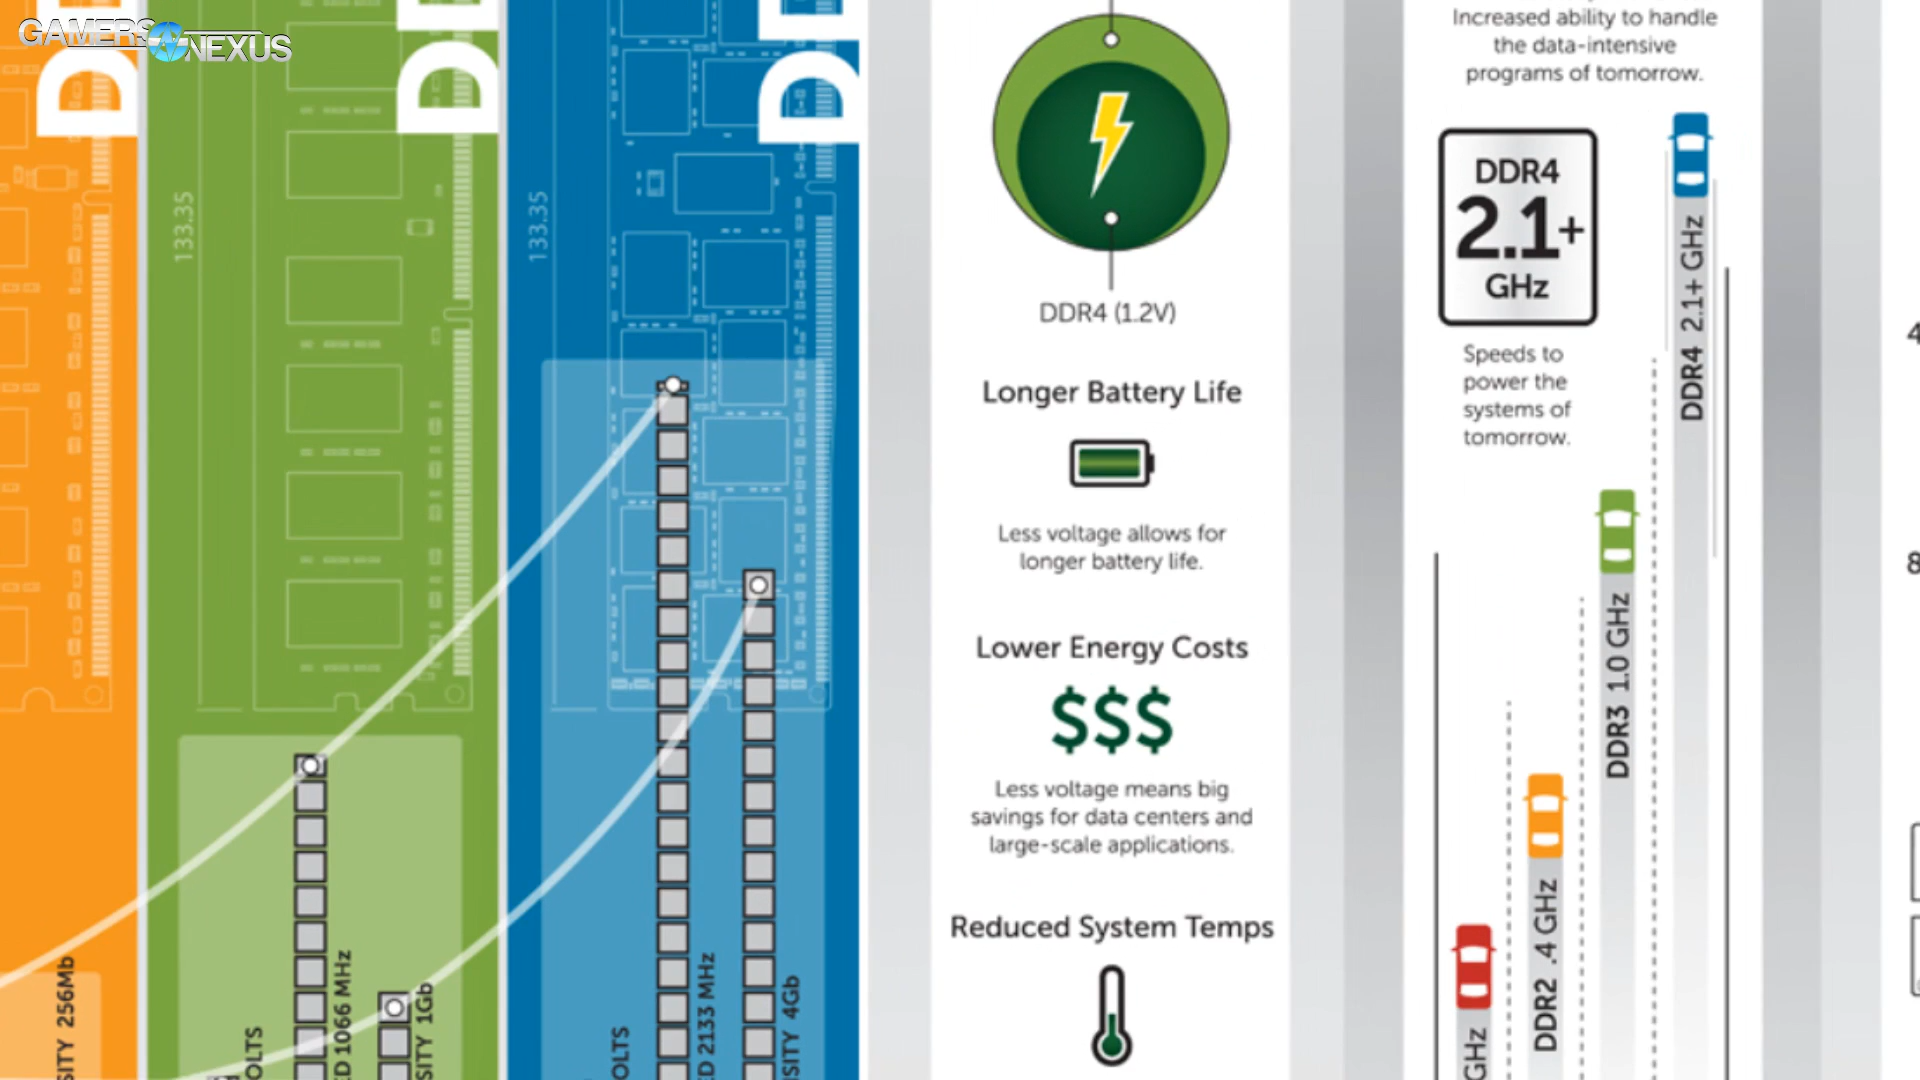 GAMERS NEXUS
133.35
133.35
256Mb
1066 MHz
1Gb
2133 MHz
4Gb
DDR4 (1.2V)
Longer Battery Life
Less voltage allows for
longer battery life.
Lower Energy Costs
$$$
Less voltage means big
savings for data centers and
large-scale applications.
Reduced System Temps
Increased ability to handle
the data-intensive
programs of tomorrow.
DDR4
2.1+
GHz
Speeds to
power the
systems of
tomorrow.
GHz
DDR2 .4 GHz
DDR3 1.0 GHz
DDR4 2.1+ GHz